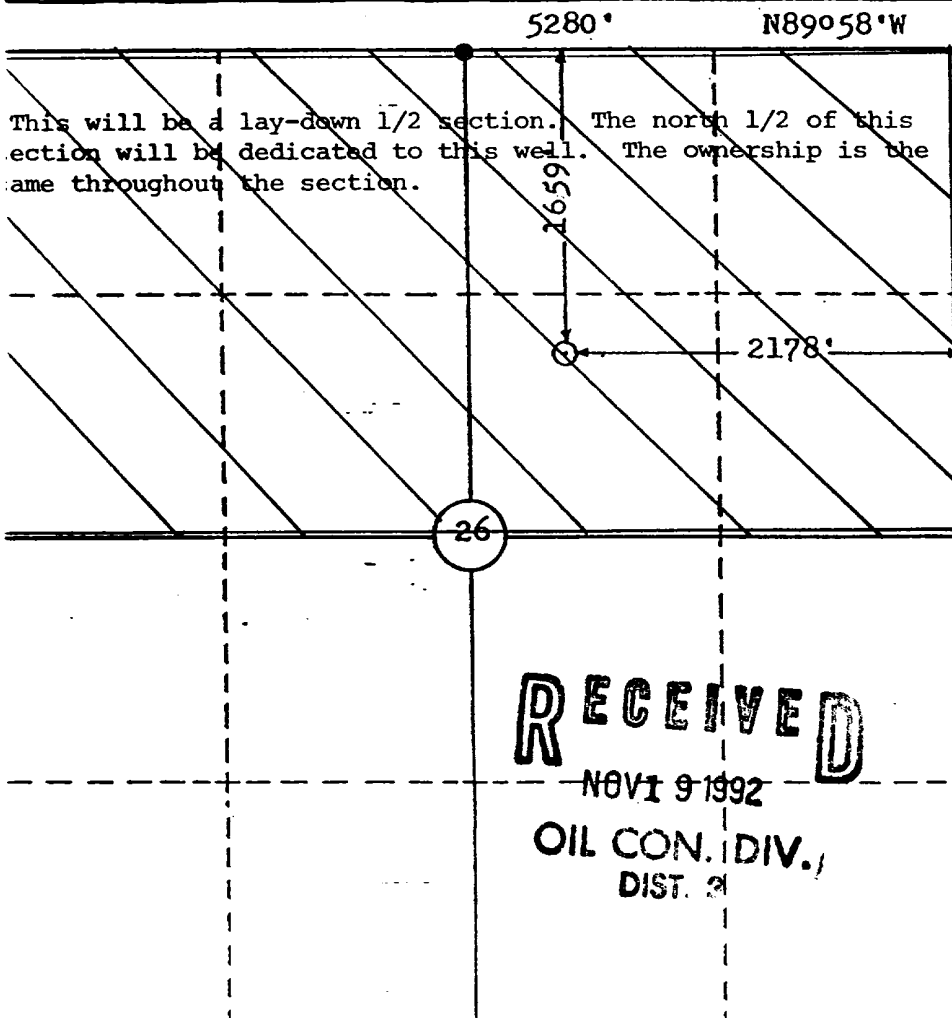 5280' N89°58'W
This will be a lay-down 1/2 section. The north 1/2 of this
ection will be dedicated to this well. The ownership is the
ame throughout the section.
1659'
2178'
26
RECEIVED
NOV 1 9 1992
OIL CON. DIV.
DIST. 3